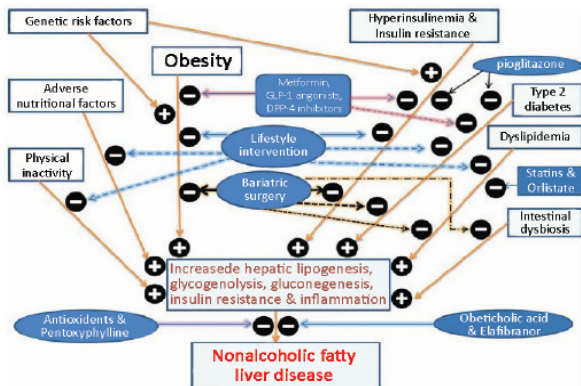 Genetic risk factors
Hyperinsulinemia &
Insulin resistance
Obesity
pioglitazone
Adverse
nutritional factors
Metformin,
GLP-1 angonists,
DPP-4 inhibitors
Type 2
diabetes
Lifestyle
intervention
Dyslipidemia
Physical
inactivity
Bariatric
surgery
Statins &
Orlistate
Intestinal
dysbiosis
Increasede hepatic lipogenesis,
glycogenolysis, gluconegenesis,
insulin resistance & inflammation
Antioxidents &
Pentoxyphylline
Obeticholic acid
& Elafibranor
Nonalcoholic fatty
liver disease